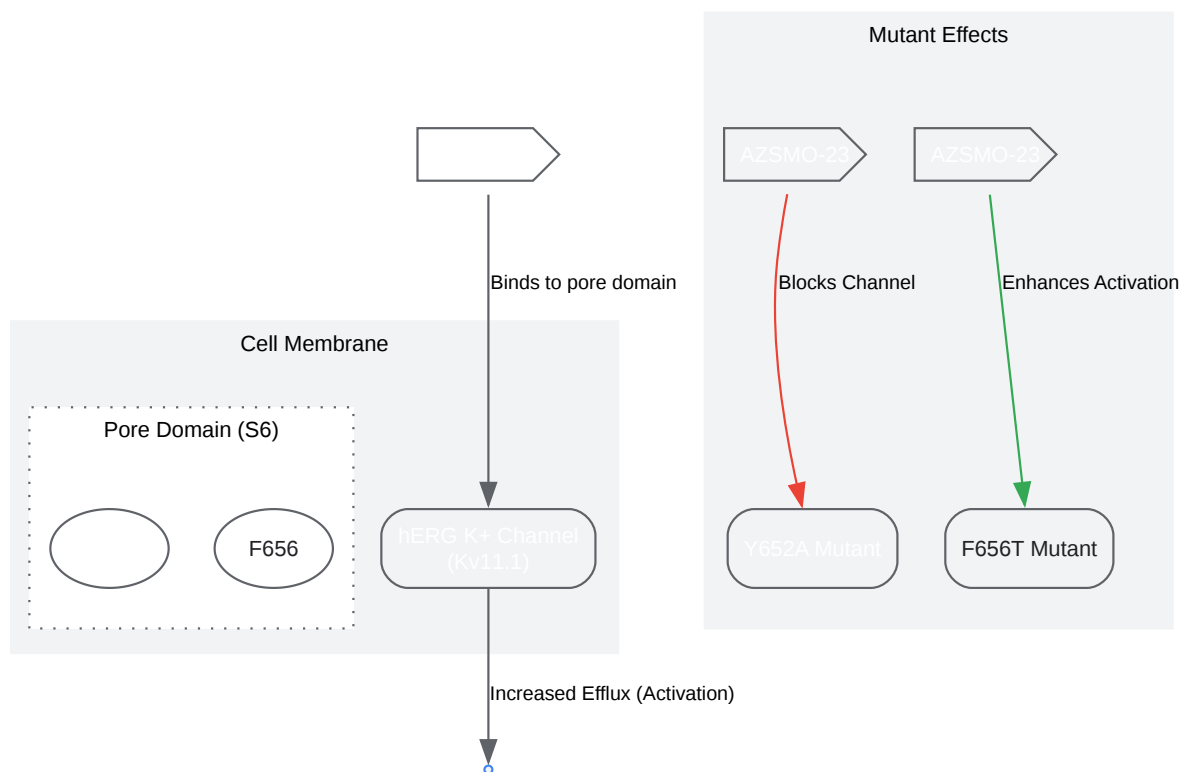 Mutant Effects
AZSMO-23
AZSMO-23
Binds to pore domain
Blocks Channel
Enhances Activation
Cell Membrane
Pore Domain (S6)
F656
hERG K+ Channel
(Kv11.1)
Y652A Mutant
F656T Mutant
Increased Efflux (Activation)